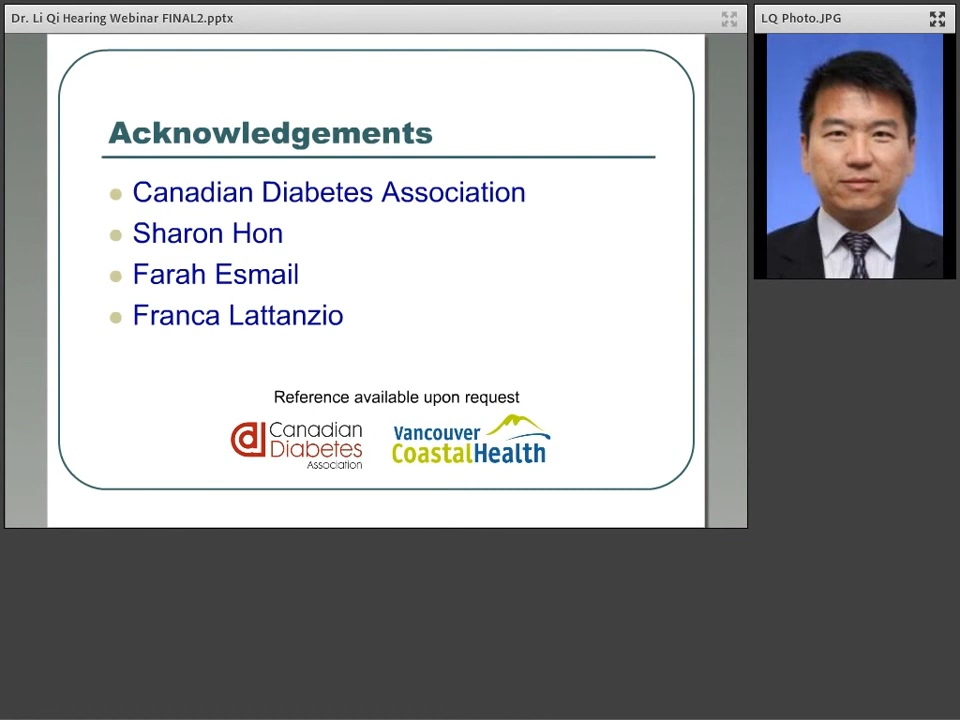 Dr. Li Qi Hearing Webinar FINAL2.pptx
LQ Photo.JPG
Acknowledgements
Canadian Diabetes Association
Sharon Hon
Farah Esmail
Franca Lattanzio
Reference available upon request
Canadian
Diabetes
Association
Vancouver
CoastalHealth